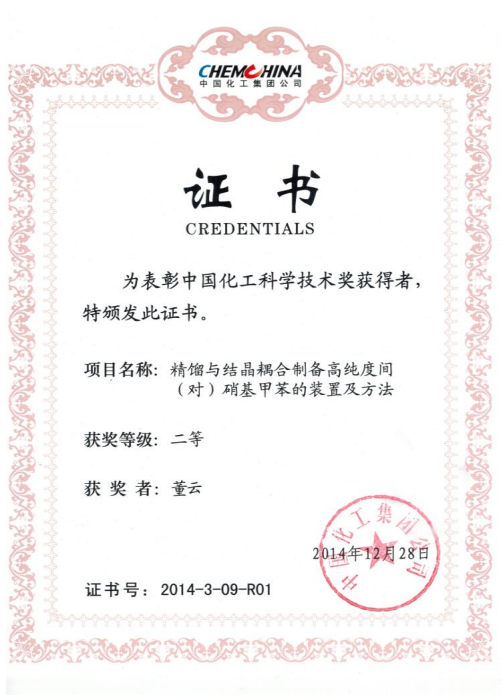 CHEMCHINA
中国化工集团公司
证书
CREDENTIALS
为表彰中国化工科学技术奖获得者，
特颁发此证书。
项目名称：精馏与结晶耦合制备高纯度间
（对）硝基甲苯的装置及方法
获奖等级：二等
获奖者：董云
中国化工集团公司
2014年12月28日
证书号：2014-3-09-R01